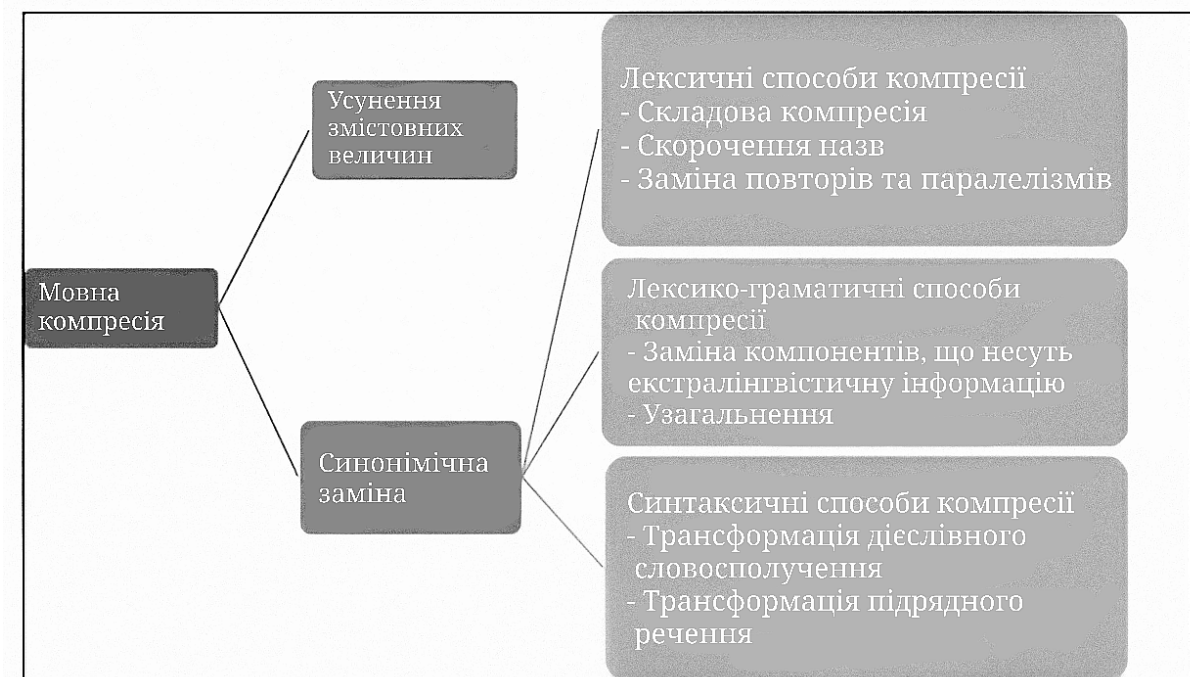 Мовна
компресія
Усунення
змістовних
величин
Синонімічна
заміна
Лексичні способи компресії
- Складова компресія
- Скорочення назв
- Заміна повторів та паралелізмів
Лексико-граматичні способи
компресії
- Заміна компонентів, що несуть
екстралінгвістичну інформацію
- Узагальнення
Синтаксичні способи компресії
- Трансформація дієслівного
словосполучення
- Трансформація підрядного
речення